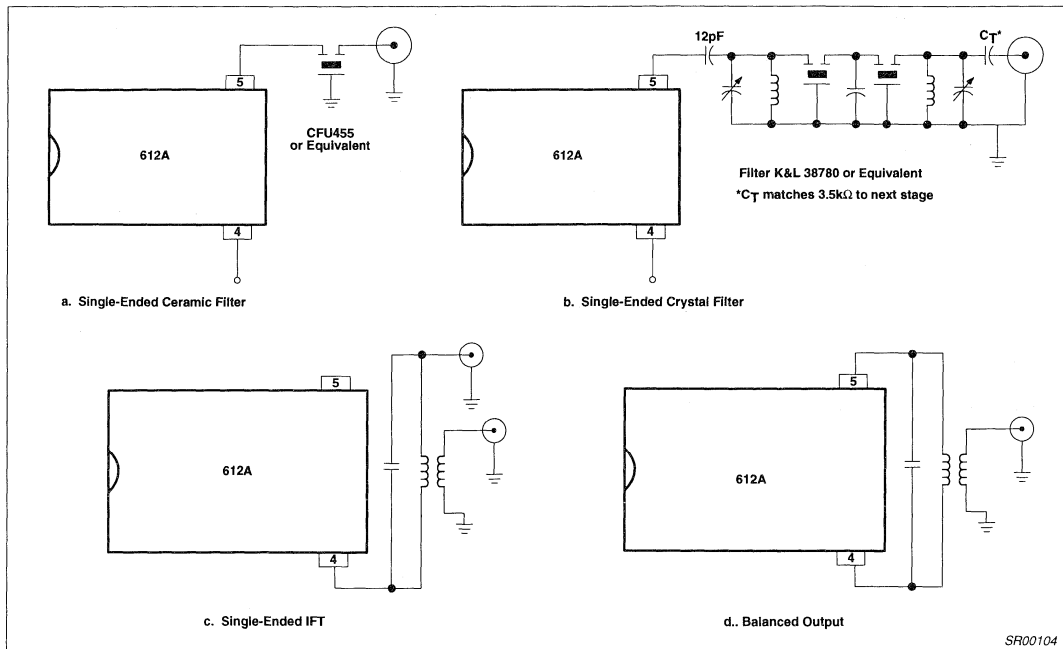 5
612A
4
CFU455
or Equivalent
a. Single-Ended Ceramic Filter
12pF
CT*
5
612A
4
Filter K&L 38780 or Equivalent
*CT matches 3.5kΩ to next stage
b. Single-Ended Crystal Filter
5
612A
4
c. Single-Ended IFT
5
612A
4
d.. Balanced Output
SR00104